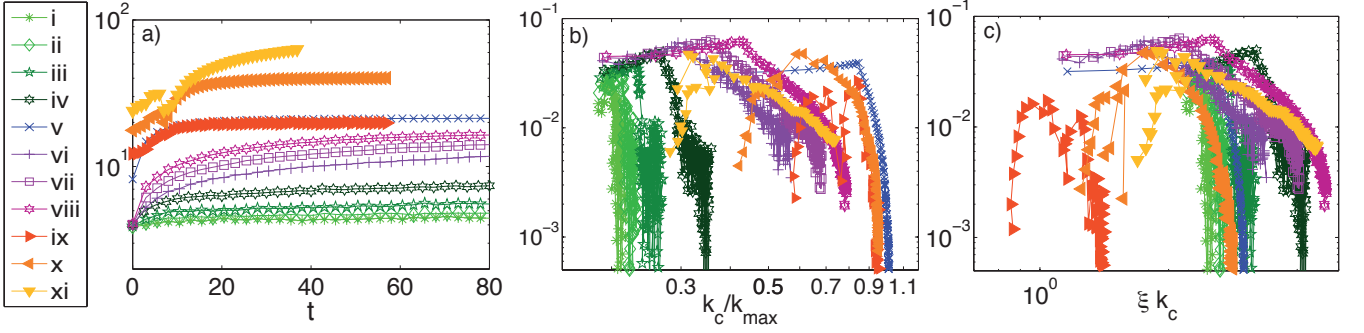 i
ii
iii
iv
v
vi
vii
viii
ix
x
xi
a)
10²
10¹
0 20 40 60 80
t
b)
10⁻¹
10⁻²
10⁻³
0.3 0.5 0.7 0.9 1.1
k_c/k_max
c)
10⁻¹
10⁻²
10⁻³
10⁰
ξ k_c